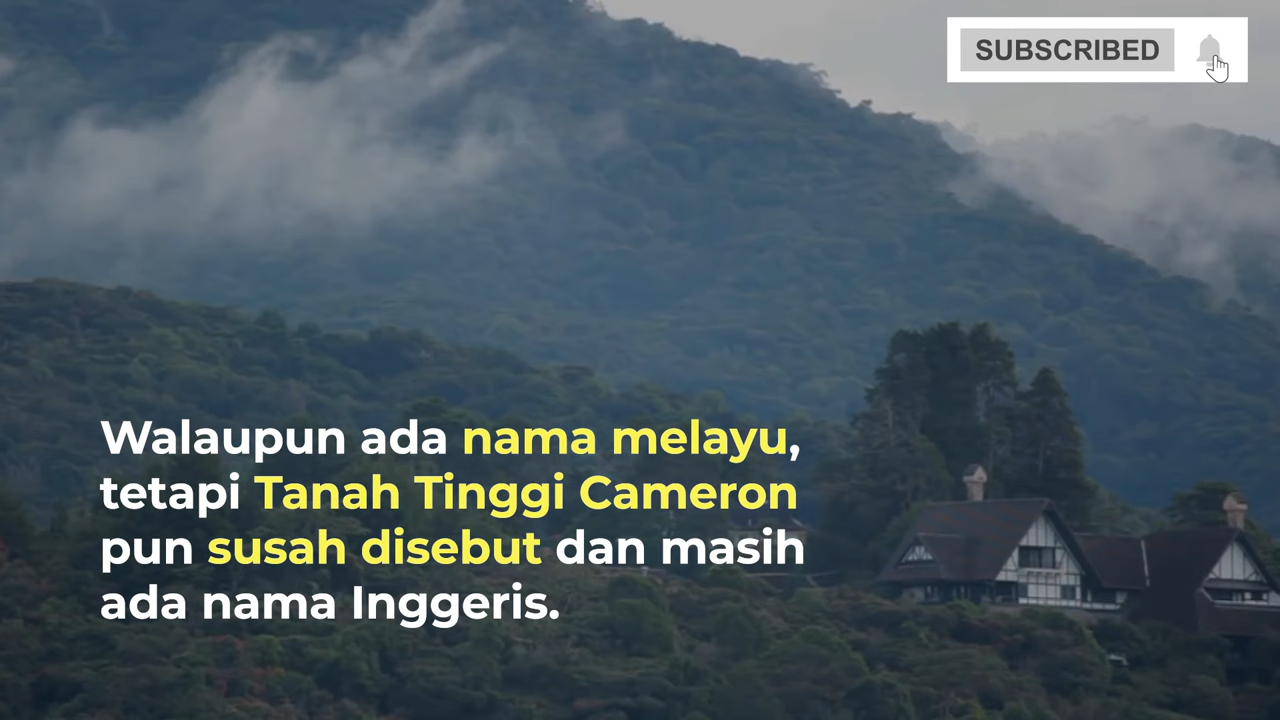 SUBSCRIBED
Walaupun ada nama melayu,
tetapi Tanah Tinggi Cameron
pun susah disebut dan masih
ada nama Inggeris.